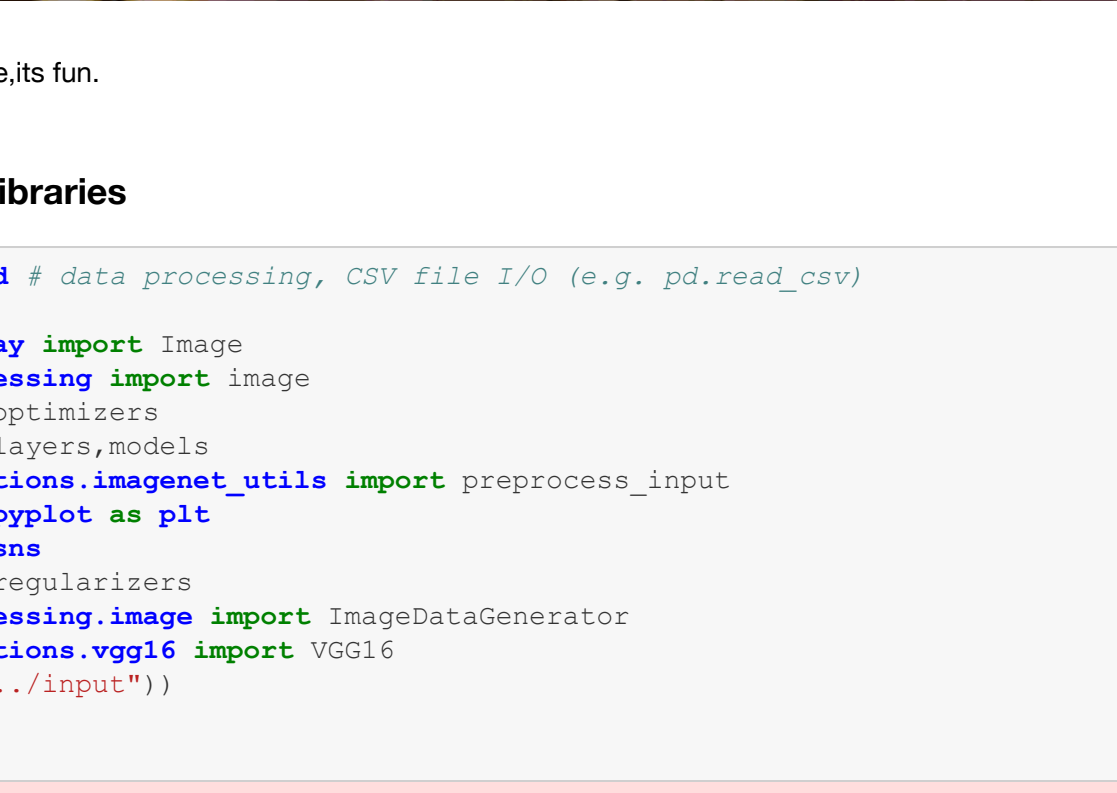 e,its fun.
ibraries
d # data processing, CSV file I/O (e.g. pd.read_csv)
ay import Image
essing import image
optimizers
layers,models
tions.imagenet_utils import preprocess_input
pyplot as plt
sns
regularizers
essing.image import ImageDataGenerator
tions.vgg16 import VGG16
../input"))